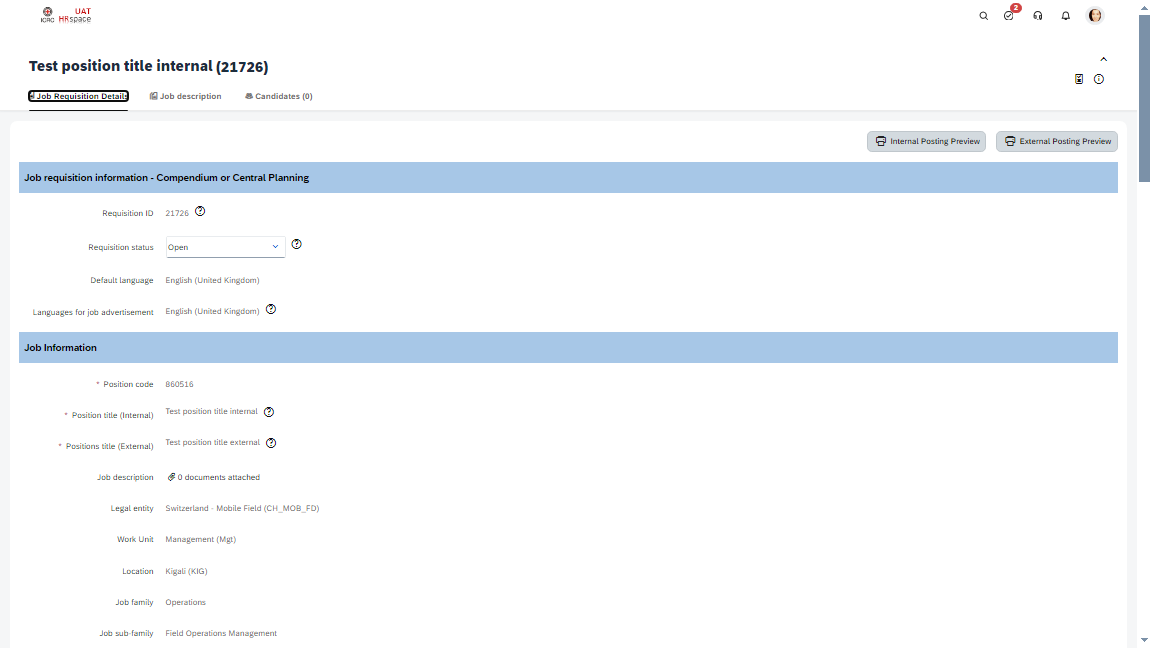 ICRC
UAT
HRspace
2
Test position title internal (21726)
Job Requisition Details
Job description
Candidates (0)
Internal Posting Preview
External Posting Preview
Job requisition information - Compendium or Central Planning
Requisition ID 21726
Requisition status Open
Default language English (United Kingdom)
Languages for job advertisement English (United Kingdom)
Job Information
* Position code 860516
* Position title (Internal) Test position title internal
* Positions title (External) Test position title external
Job description 0 documents attached
Legal entity Switzerland - Mobile Field (CH_MOB_FD)
Work Unit Management (Mgt)
Location Kigali (KIG)
Job family Operations
Job sub-family Field Operations Management